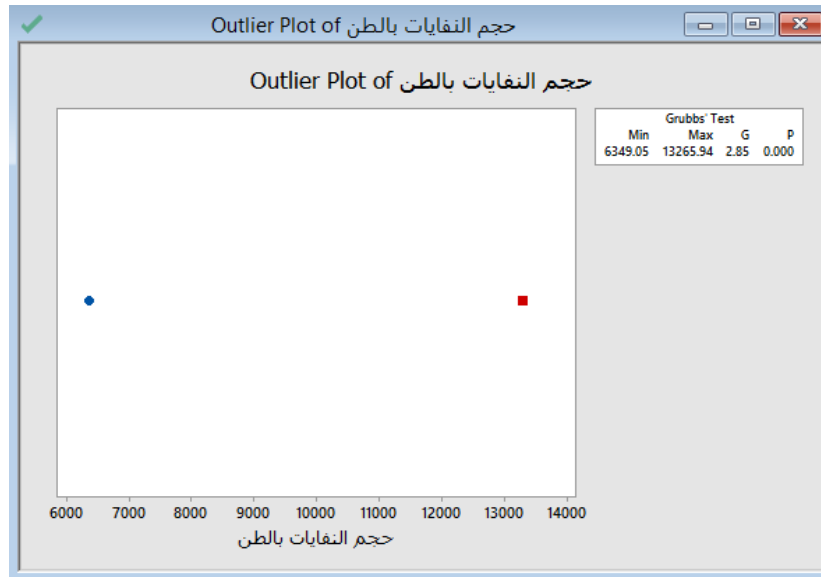 Outlier Plot of حجم النفايات بالطن
Outlier Plot of حجم النفايات بالطن
Grubbs' Test
Min Max G P
6349.05 13265.94 2.85 0.000
6000 7000 8000 9000 10000 11000 12000 13000 14000
حجم النفايات بالطن